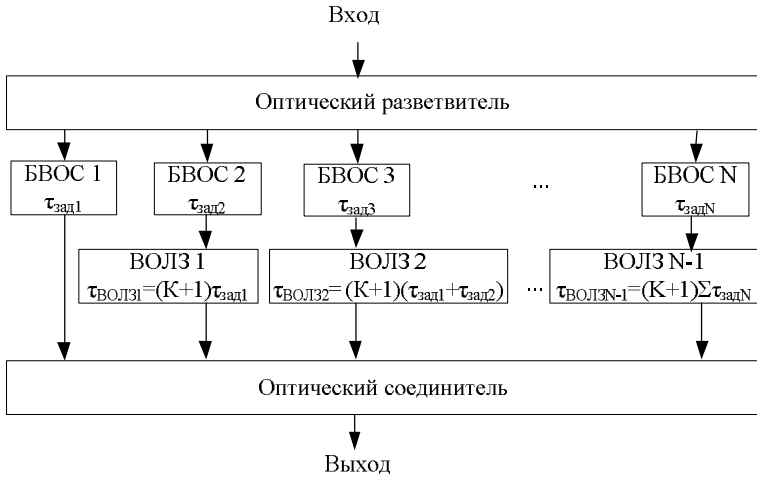 Вход
Оптический разветвитель
БВОС 1
τзад1
БВОС 2
τзад2
БВОС 3
τзад3
...
БВОС N
τзадN
ВОЛЗ 1
τВОЛЗ1=(К+1)τзад1
ВОЛЗ 2
τВОЛЗ2=(К+1)(τзад1+τзад2)
...
ВОЛЗ N-1
τВОЛЗN-1=(К+1)ΣτзадN
Оптический соединитель
Выход